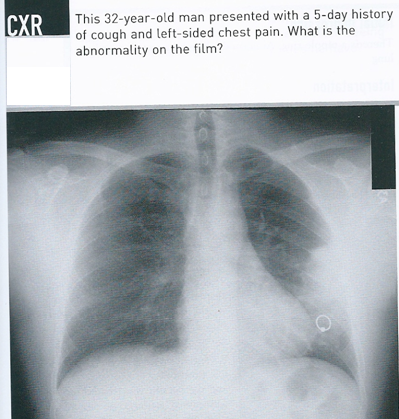 CXR
This 32-year-old man presented with a 5-day history
of cough and left-sided chest pain. What is the
abnormality on the film?